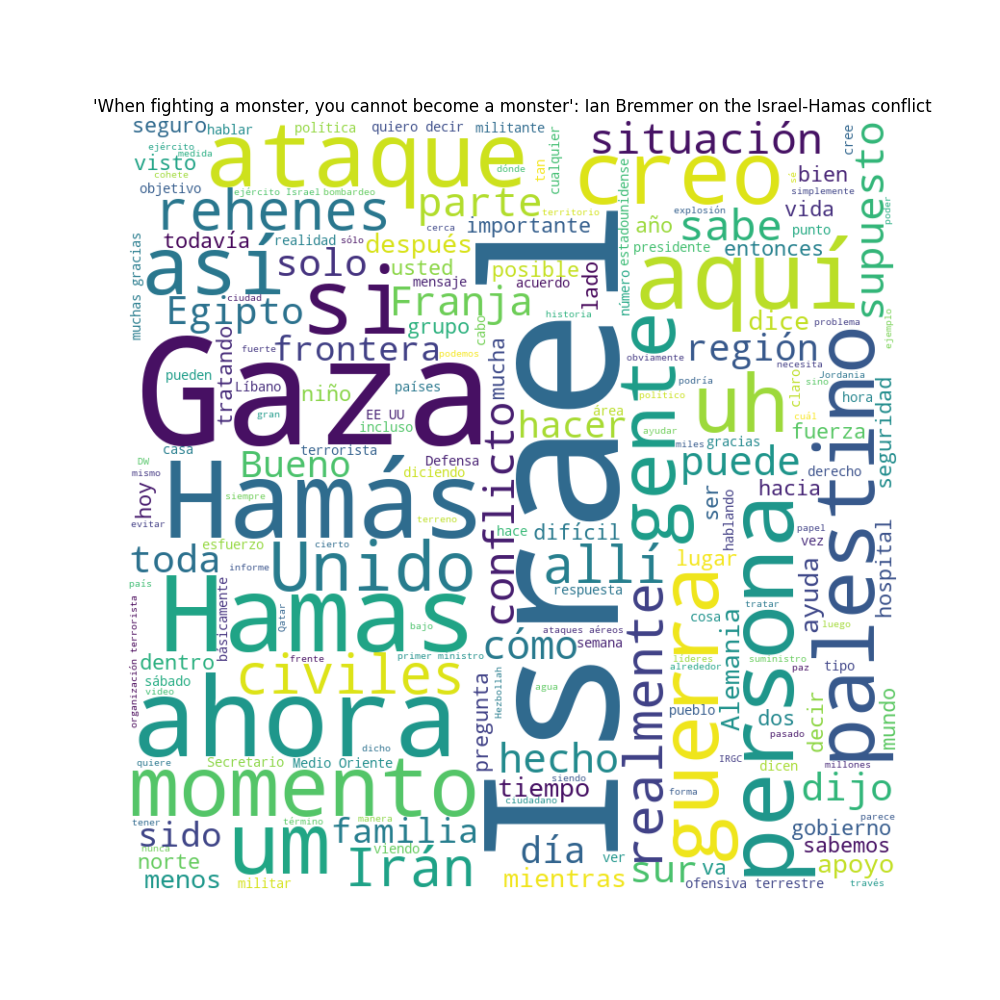 'When fighting a monster, you cannot become a monster': Ian Bremmer on the Israel-Hamas conflict
seguro
hablar
política
quiero decir
militante
situación
cree
supuesto
ejército
medida
visto
cohete
ataque
dónde
tan
cualquier
creo
sé
bien
objetivo
ejército Israel
bombardeo
simplemente
poder
rehenes
parte
territorio
estadounidense
explosión
vida
muchas gracias
todavía
realidad
sólo
después
cerca
importante
año
sabe
punto
así
solo
usted
posible
lado
número
presidente
entonces
ciudad
si
mensaje
acuerdo
Israel
aquí
Egipto
Franja
grupo
cabo
historia
dice
problema
ejemplo
tratando
fuerte
frontera
podemos
mucha
gente
obviamente
región
necesita
palestino
Gaza
pueden
Líbano
niño
países
podría
claro
Jordania
sino
gran
EE UU
incluso
área
político
uh
hora
seguridad
casa
terrorista
hacer
ayudar
cuál
fuerza
DW
Bueno
Defensa
conflicto
miles
gracias
mismo
diciendo
puede
derecho
hoy
siempre
Hamás
ser
hacia
evitar
terreno
hace
difícil
hablando
persona
papel
toda
esfuerzo
cierto
allí
lugar
vez
hospital
país
informe
Unido
respuesta
realmente
guerra
cosa
tratar
ayuda
organización terrorista
básicamente
Hamas
Qatar
bajo
ataques aéreos
Alemania
luego
dentro
frente
primer ministro
cómo
semana
líderes
suministro
paz
sábado
civiles
alrededor
tipo
video
pregunta
Hezbollah
agua
pueblo
dos
decir
mundo
ahora
dicho
pasado
quiere
Secretario
Medio Oriente
hecho
siendo
IRGC
dicen
millones
momento
tiempo
ciudadano
forma
dijo
tener
término
manera
parece
sido
um
familia
gobierno
nunca
viendo
día
ver
sabemos
norte
Irán
sur
va
apoyo
menos
militar
mientras
ofensiva terrestre
través